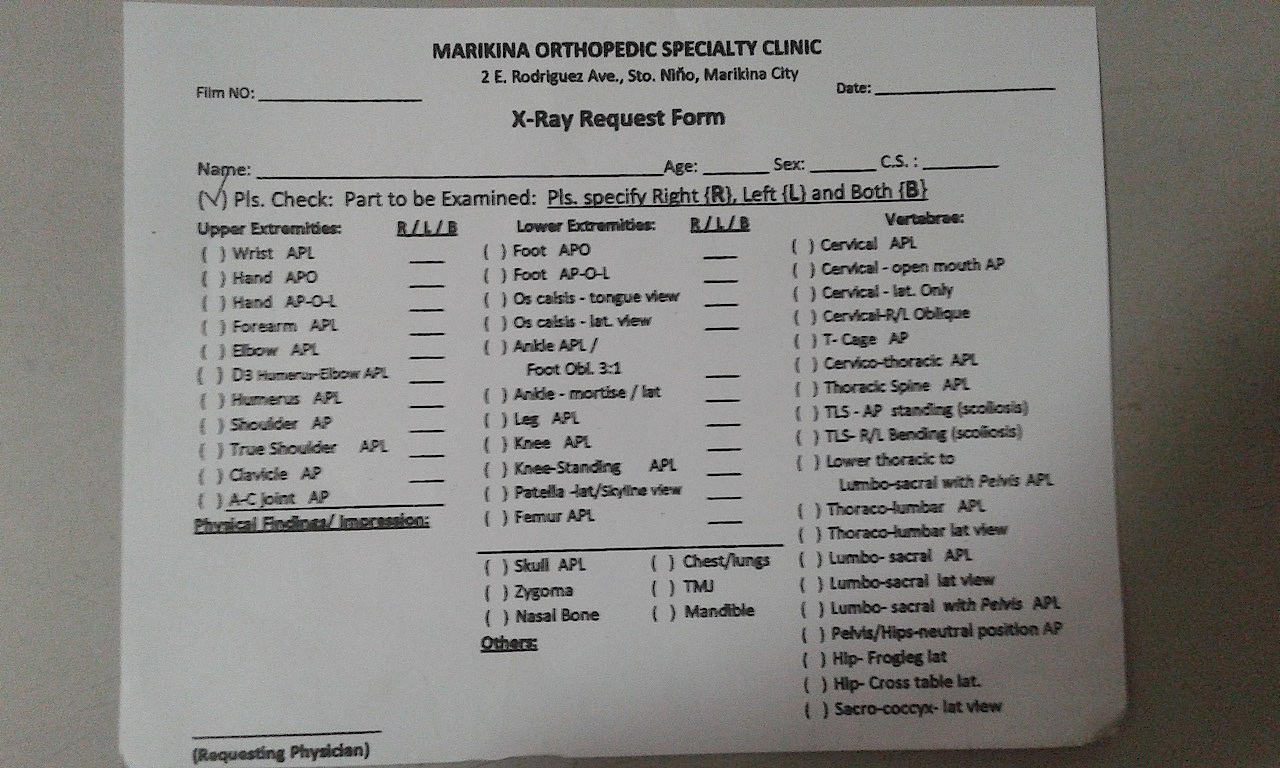 MARIKINA ORTHOPEDIC SPECIALTY CLINIC
2 E. Rodriguez Ave., Sto. Niño, Marikina City
Film NO: ____________ Date: ____________
X-Ray Request Form
Name: ____________ Age: ______ Sex: ______ C.S. : ______
(√) Pls. Check: Part to be Examined: Pls. specify Right {R}, Left {L} and Both {B}
Upper Extremities: R / L / B
( ) Wrist APL ___
( ) Hand APO ___
( ) Hand AP-O-L ___
( ) Forearm APL ___
( ) Elbow APL ___
( ) D3 Humerus-Elbow APL ___
( ) Humerus APL ___
( ) Shoulder AP ___
( ) True Shoulder APL ___
( ) Clavicle AP ___
( ) A-C joint AP ___
Physical Findings/ Impression:
Lower Extremities: R / L / B
( ) Foot APO ___
( ) Foot AP-O-L ___
( ) Os calsis - tongue view ___
( ) Os calsis - lat. view ___
( ) Ankle APL /
Foot Obl. 3:1 ___
( ) Ankle - mortise / lat ___
( ) Leg APL ___
( ) Knee APL ___
( ) Knee-Standing APL ___
( ) Patella -lat/Skyline view ___
( ) Femur APL ___
( ) Skull APL ( ) Chest/lungs
( ) Zygoma ( ) TMJ
( ) Nasal Bone ( ) Mandible
Others:
Vertebrae:
( ) Cervical APL
( ) Cervical - open mouth AP
( ) Cervical - lat. Only
( ) Cervical-R/L Oblique
( ) T- Cage AP
( ) Cervico-thoracic APL
( ) Thoracic Spine APL
( ) TLS - AP standing (scoliosis)
( ) TLS- R/L Bending (scoliosis)
( ) Lower thoracic to
Lumbo-sacral with Pelvis APL
( ) Thoraco-lumbar APL
( ) Thoraco-lumbar lat view
( ) Lumbo- sacral APL
( ) Lumbo-sacral lat view
( ) Lumbo- sacral with Pelvis APL
( ) Pelvis/Hips-neutral position AP
( ) Hip- Frogleg lat
( ) Hip- Cross table lat.
( ) Sacro-coccyx- lat view
(Requesting Physician)